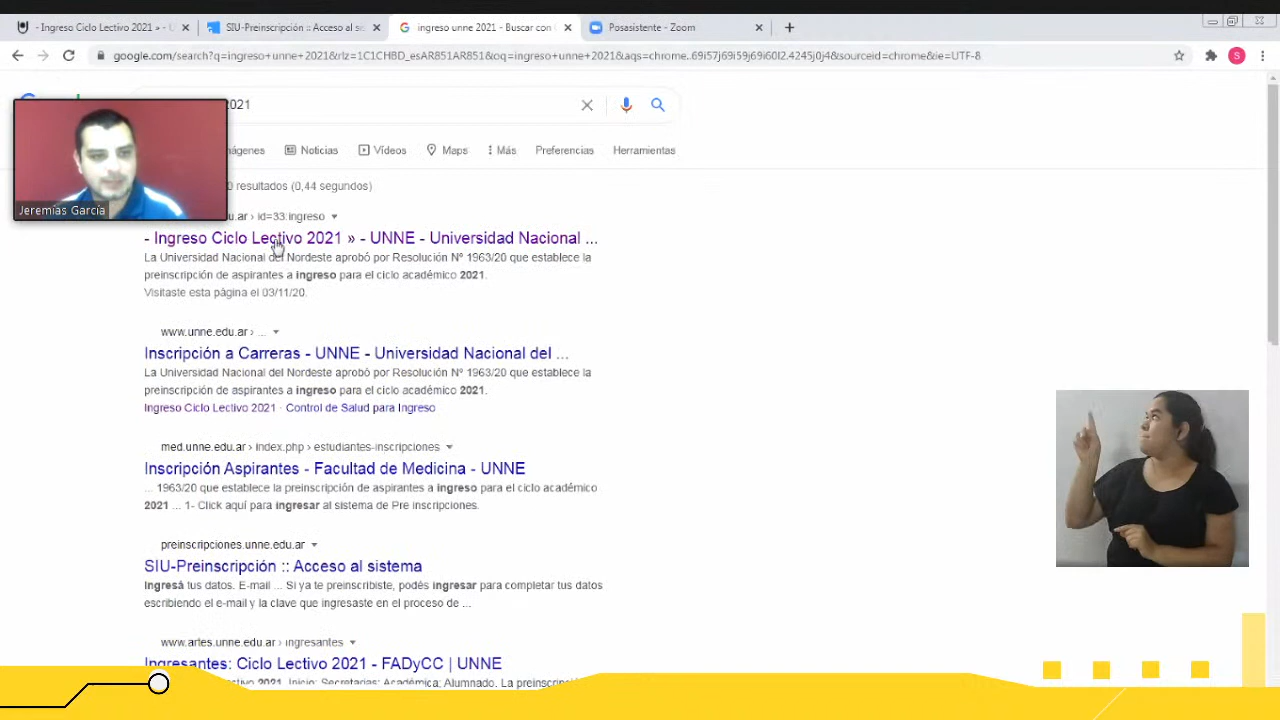 - Ingreso Ciclo Lectivo 2021 » - U
SIU-Preinscripción :: Acceso al s
ingreso unne 2021 - Buscar con
Posasistente - Zoom
google.com/search?q=ingreso+unne+2021&rlz=1C1CHBD_esAR851AR851&oq=ingreso+unne+2021&aqs=chrome..69i57j69i59j69i60l2.4245j0j4&sourceid=chrome&ie=UTF-8
S
2021
Noticias
Vídeos
Maps
Más
Preferencias
Herramientas
resultados (0,44 segundos)
Jeremías García
› id=33:ingreso
- Ingreso Ciclo Lectivo 2021 » - UNNE - Universidad Nacional ...
La Universidad Nacional del Nordeste aprobó por Resolución Nº 1963/20 que establece la
preinscripción de aspirantes a ingreso para el ciclo académico 2021.
Visitaste esta página el 03/11/20.
www.unne.edu.ar › ...
Inscripción a Carreras - UNNE - Universidad Nacional del ...
La Universidad Nacional del Nordeste aprobó por Resolución Nº 1963/20 que establece la
preinscripción de aspirantes a ingreso para el ciclo académico 2021.
Ingreso Ciclo Lectivo 2021 · Control de Salud para Ingreso
med.unne.edu.ar › index.php › estudiantes-inscripciones
Inscripción Aspirantes - Facultad de Medicina - UNNE
... 1963/20 que establece la preinscripción de aspirantes a ingreso para el ciclo académico
2021 ... 1- Click aquí para ingresar al sistema de Pre inscripciones.
preinscripciones.unne.edu.ar
SIU-Preinscripción :: Acceso al sistema
Ingresá tus datos. E-mail ... Si ya te preinscribiste, podés ingresar para completar tus datos
escribiendo el e-mail y la clave que ingresaste en el proceso de ...
www.artes.unne.edu.ar › ingresantes
Ingresantes: Ciclo Lectivo 2021 - FADyCC | UNNE
2021. Inicio; Secretarías; Académica; Alumnado. La